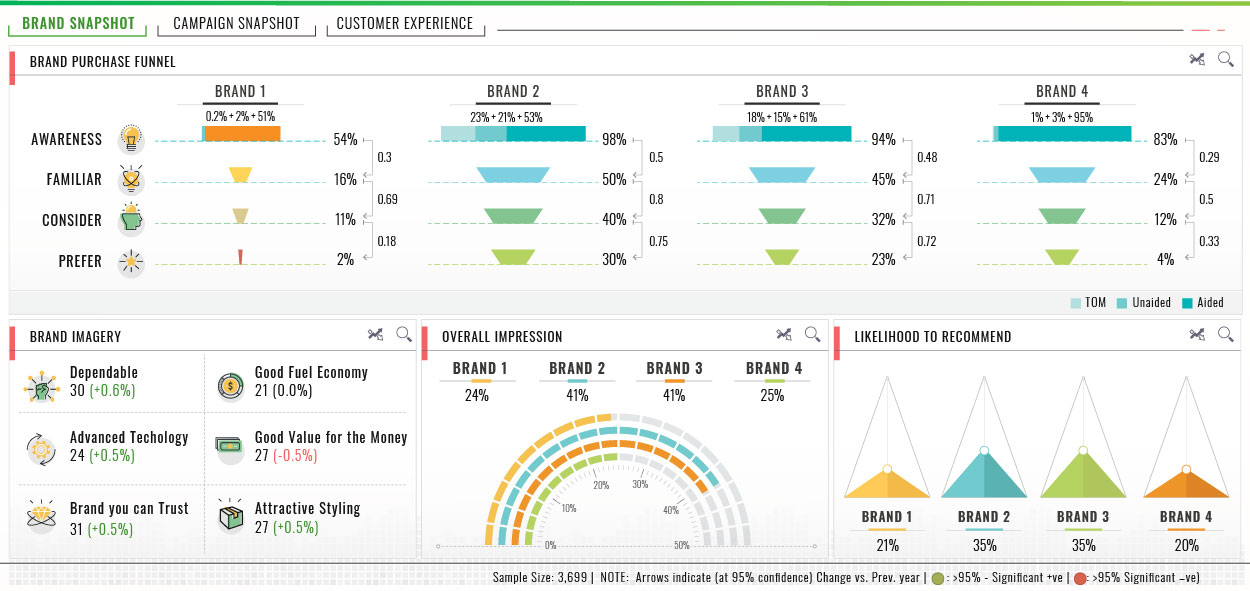 BRAND SNAPSHOT CAMPAIGN SNAPSHOT CUSTOMER EXPERIENCE
BRAND PURCHASE FUNNEL
BRAND 1 BRAND 2 BRAND 3 BRAND 4
0.2% + 2% + 51% 23% + 21% + 53% 18% + 15% + 61% 1% + 3% + 95%
AWARENESS 54% 98% 94% 83%
0.3 0.5 0.48 0.29
FAMILIAR 16% 50% 45% 24%
0.69 0.8 0.71 0.5
CONSIDER 11% 40% 32% 12%
0.18 0.75 0.72 0.33
PREFER 2% 30% 23% 4%
TOM Unaided Aided
BRAND IMAGERY
Dependable
30 (+0.6%)
Good Fuel Economy
21 (0.0%)
Advanced Techology
24 (+0.5%)
Good Value for the Money
27 (-0.5%)
Brand you can Trust
31 (+0.5%)
Attractive Styling
27 (+0.5%)
OVERALL IMPRESSION
BRAND 1 BRAND 2 BRAND 3 BRAND 4
24% 41% 41% 25%
20% 30%
10% 40%
0% 50%
LIKELIHOOD TO RECOMMEND
BRAND 1 BRAND 2 BRAND 3 BRAND 4
21% 35% 35% 20%
Sample Size: 3,699 | NOTE: Arrows indicate (at 95% confidence) Change vs. Prev. year | : >95% - Significant +ve | : >95% Significant –ve)